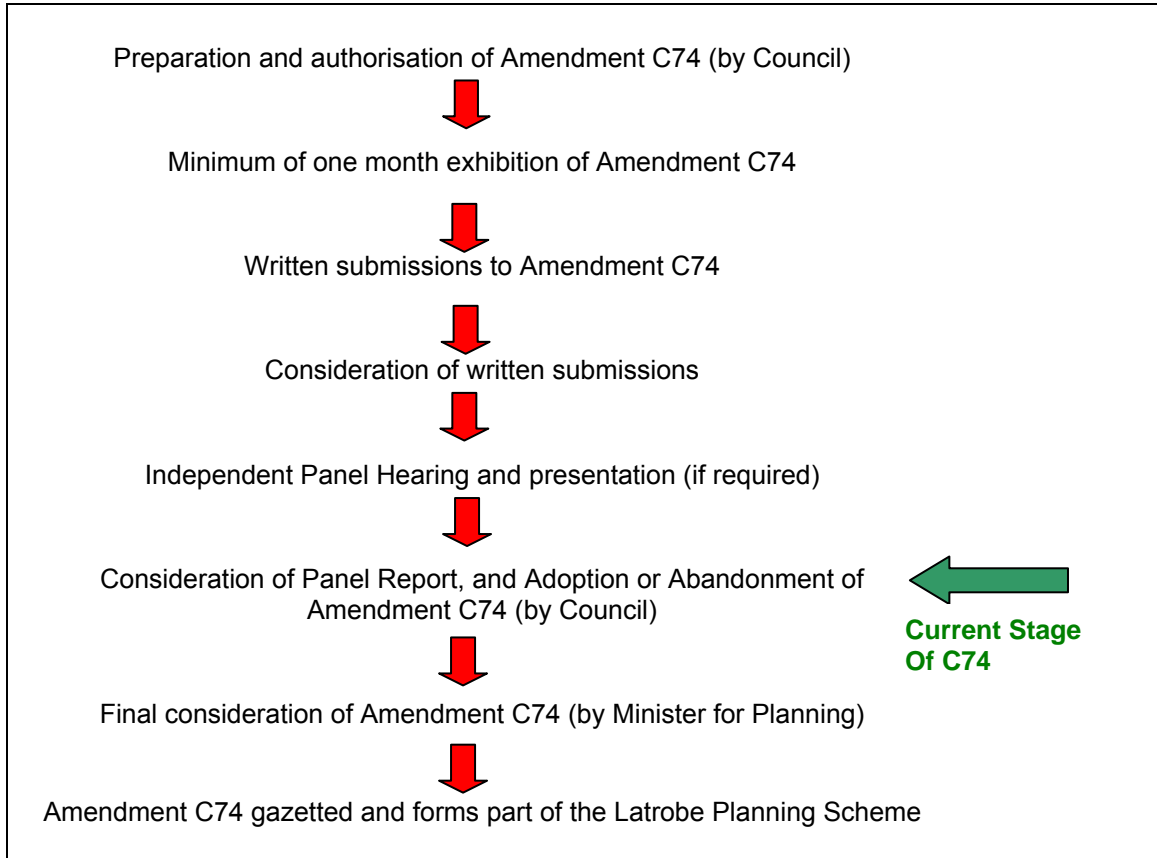 Preparation and authorisation of Amendment C74 (by Council)
Minimum of one month exhibition of Amendment C74
Written submissions to Amendment C74
Consideration of written submissions
Independent Panel Hearing and presentation (if required)
Consideration of Panel Report, and Adoption or Abandonment of
Amendment C74 (by Council)
Current Stage
Of C74
Final consideration of Amendment C74 (by Minister for Planning)
Amendment C74 gazetted and forms part of the Latrobe Planning Scheme